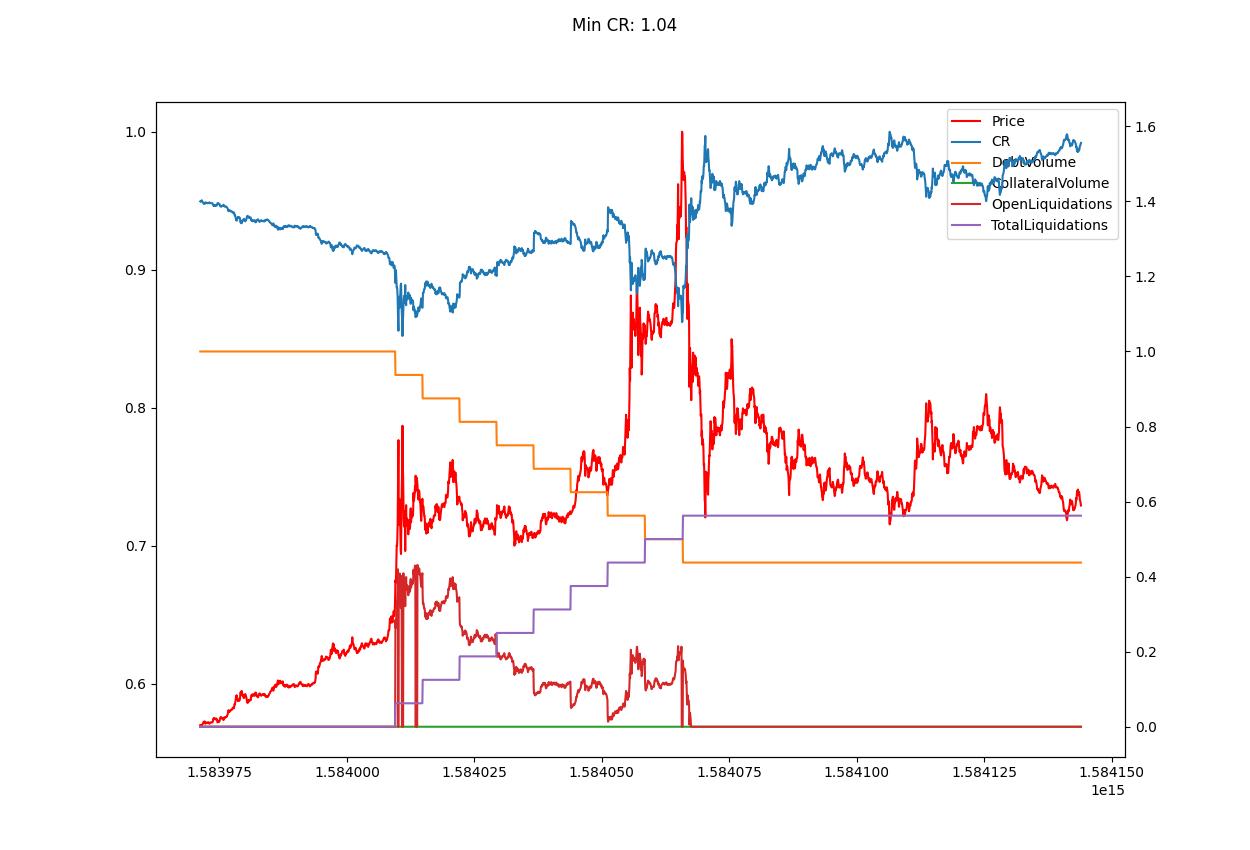 Min CR: 1.04
1.0
0.9
0.8
0.7
0.6
1.6
1.4
1.2
1.0
0.8
0.6
0.4
0.2
0.0
Price
CR
DebtVolume
CollateralVolume
OpenLiquidations
TotalLiquidations
1.583975 1.584000 1.584025 1.584050 1.584075 1.584100 1.584125 1.584150
1e15